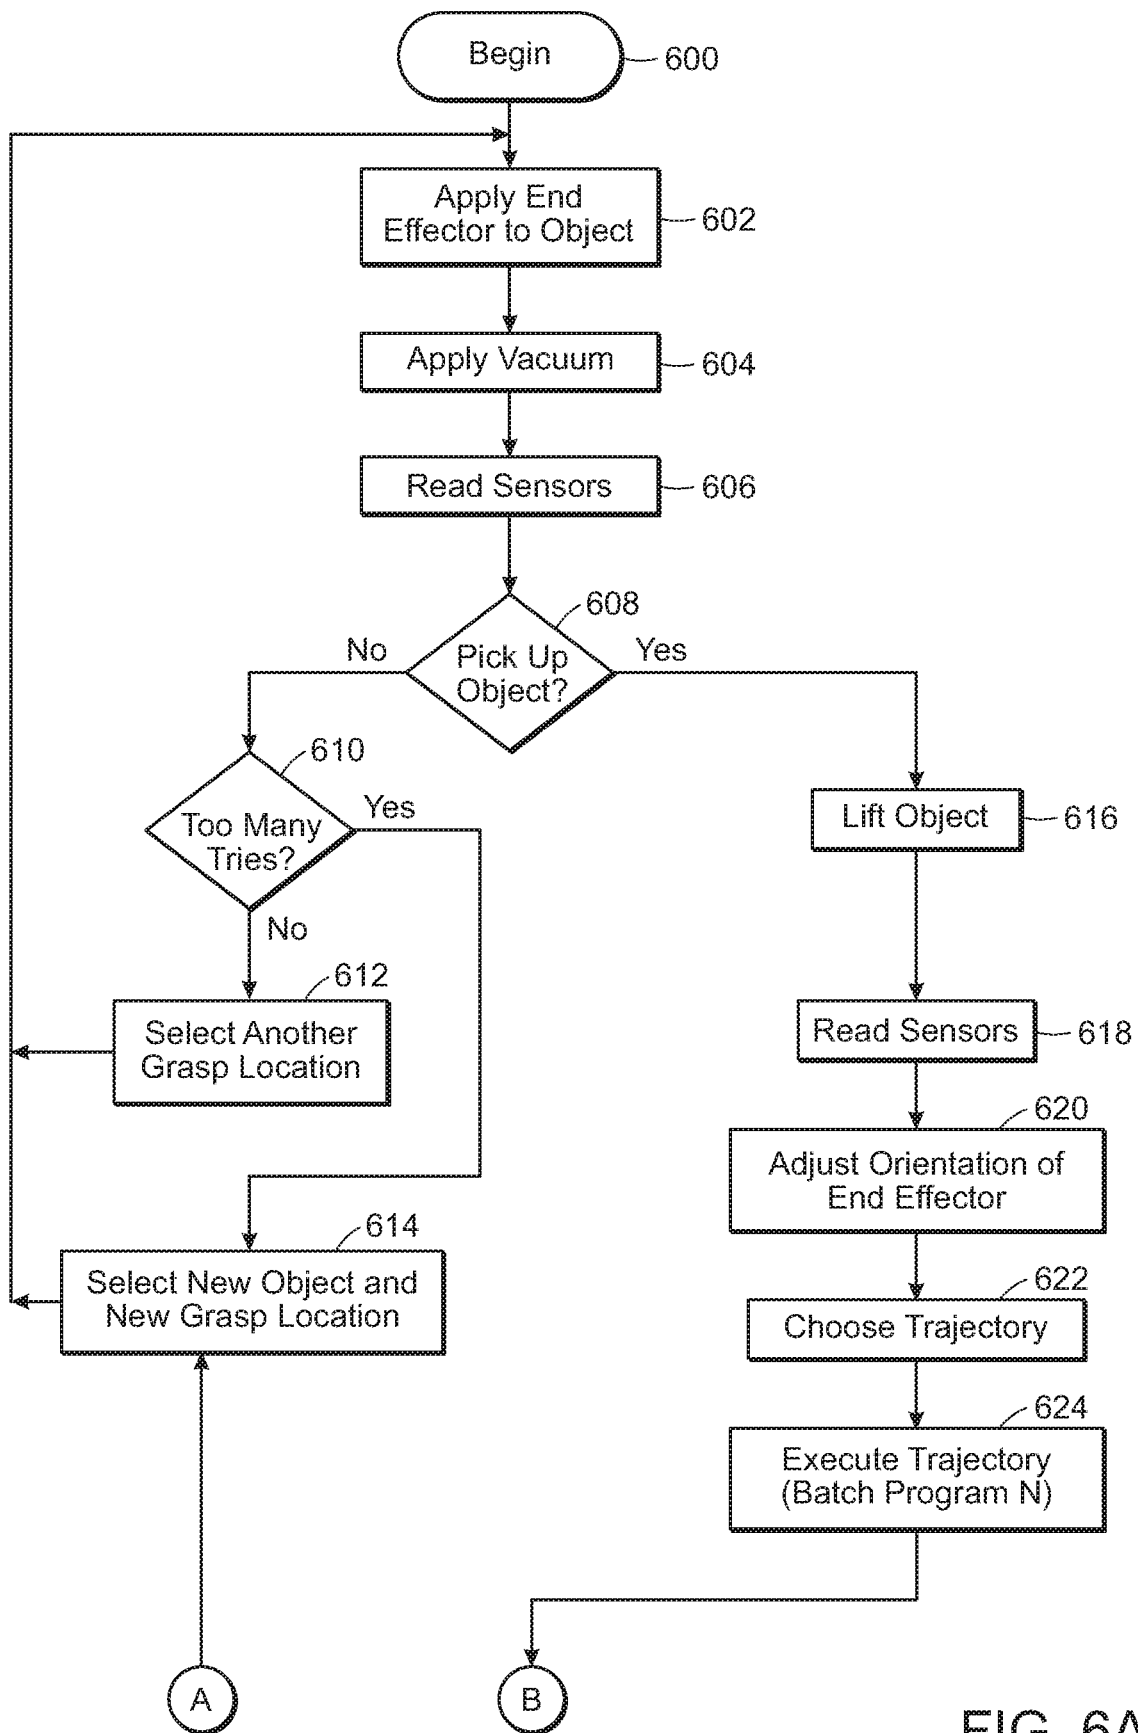 Begin
600
Apply End
Effector to Object
602
Apply Vacuum
604
Read Sensors
606
608
Pick Up
Object?
No
Yes
610
Too Many
Tries?
Yes
No
Lift Object
616
612
Select Another
Grasp Location
Read Sensors
618
620
Adjust Orientation of
End Effector
614
Select New Object and
New Grasp Location
622
Choose Trajectory
624
Execute Trajectory
(Batch Program N)
A
B
FIG. 6A